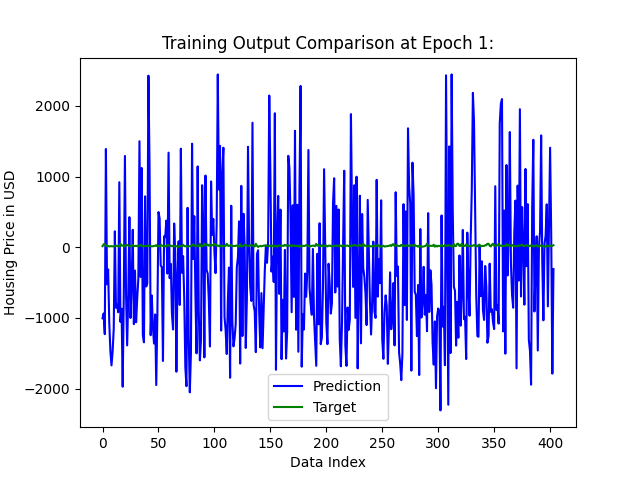 Training Output Comparison at Epoch 1:
Housing Price in USD
2000
1000
0
−1000
−2000
Prediction
Target
0 50 100 150 200 250 300 350 400
Data Index